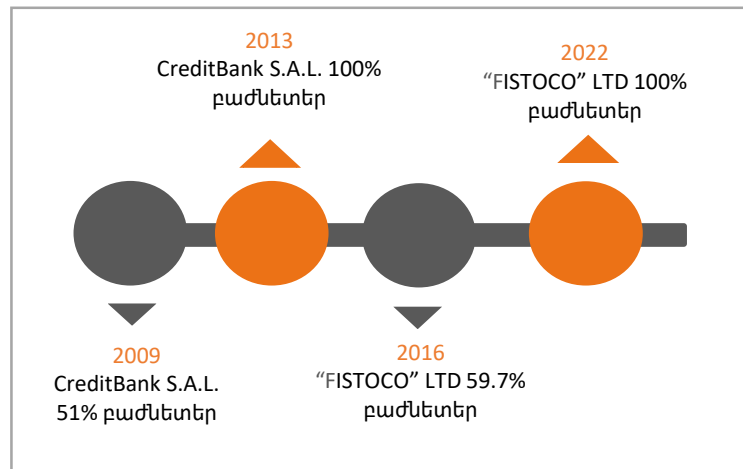 2013
CreditBank S.A.L. 100%
բաժնետեր
2022
“FISTOCO” LTD 100%
բաժնետեր
2009
CreditBank S.A.L.
51% բաժնետեր
2016
“FISTOCO” LTD 59.7%
բաժնետեր